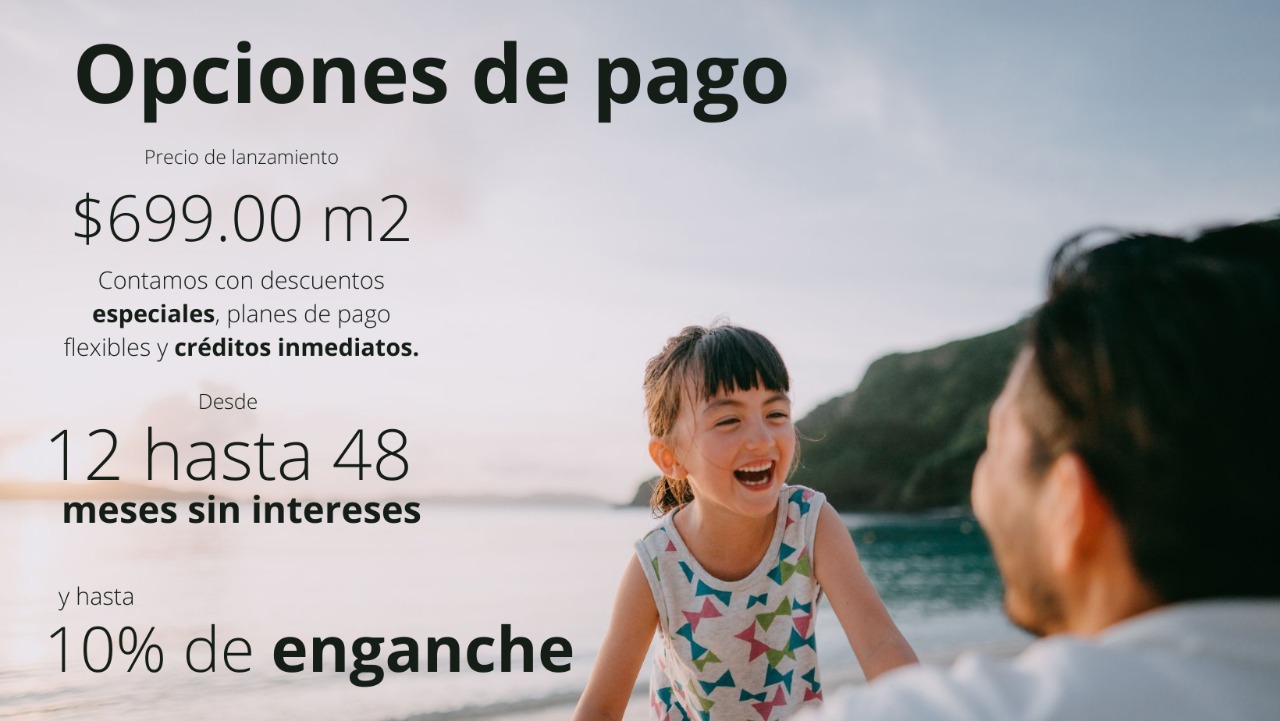 Opciones de pago
Precio de lanzamiento
$699.00 m2
Contamos con descuentos
especiales, planes de pago
flexibles y créditos inmediatos.
Desde
12 hasta 48
meses sin intereses
y hasta
10% de enganche